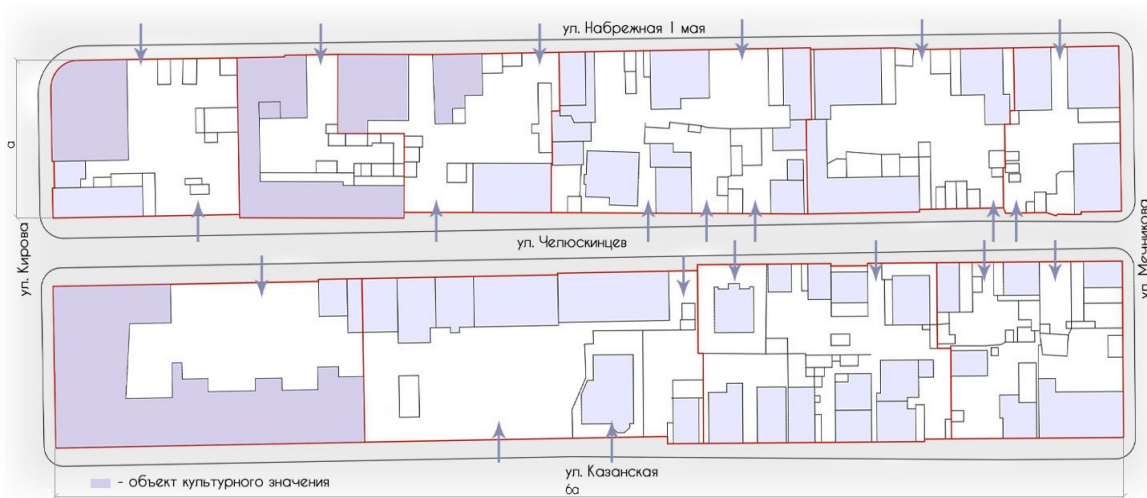 ул. Набрежная 1 мая
а
ул. Кирова
ул. Челюскинцев
ул. Мечникова
ул. Казанская
- объект культурного значения
6а